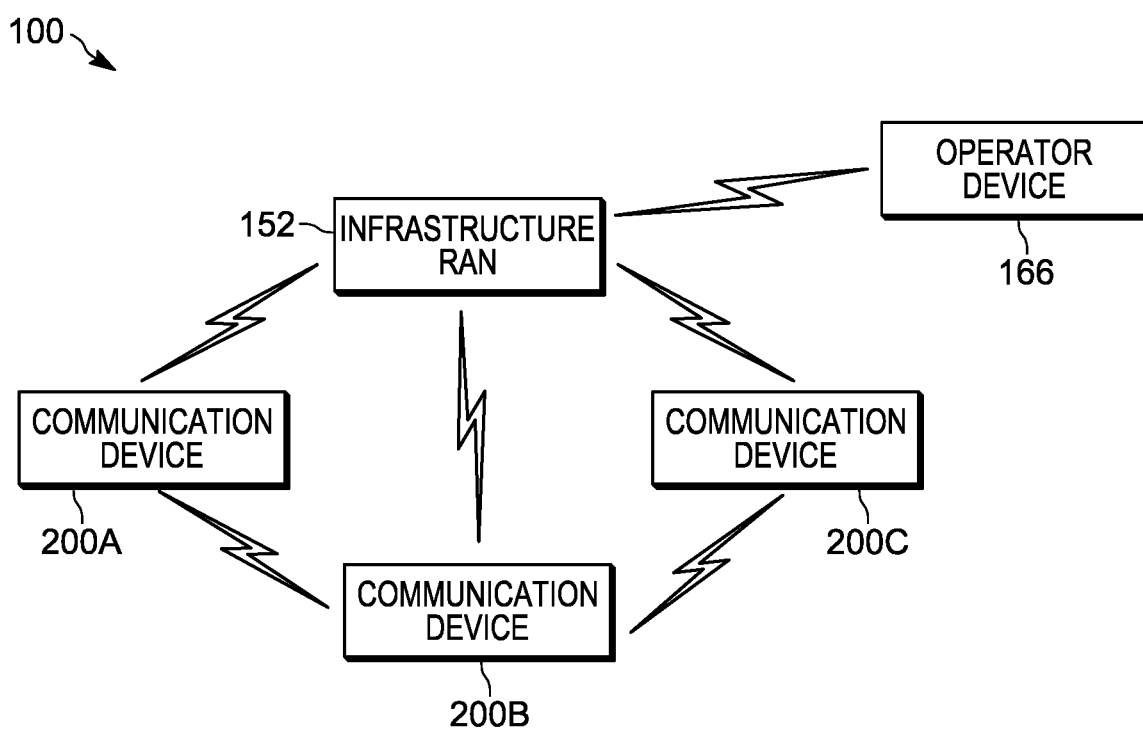 100
OPERATOR
DEVICE
166
152
INFRASTRUCTURE
RAN
COMMUNICATION
DEVICE
200A
COMMUNICATION
DEVICE
200C
COMMUNICATION
DEVICE
200B